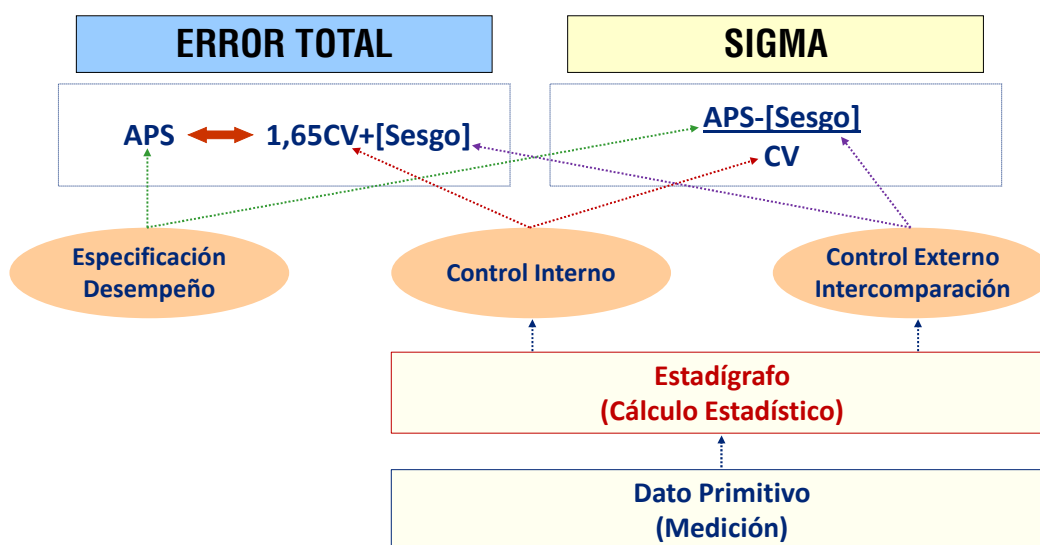 ERROR TOTAL
SIGMA
APS
1,65CV+[Sesgo]
APS-[Sesgo]
CV
Especificación
Desempeño
Control Interno
Control Externo
Intercomparación
Estadígrafo
(Cálculo Estadístico)
Dato Primitivo
(Medición)